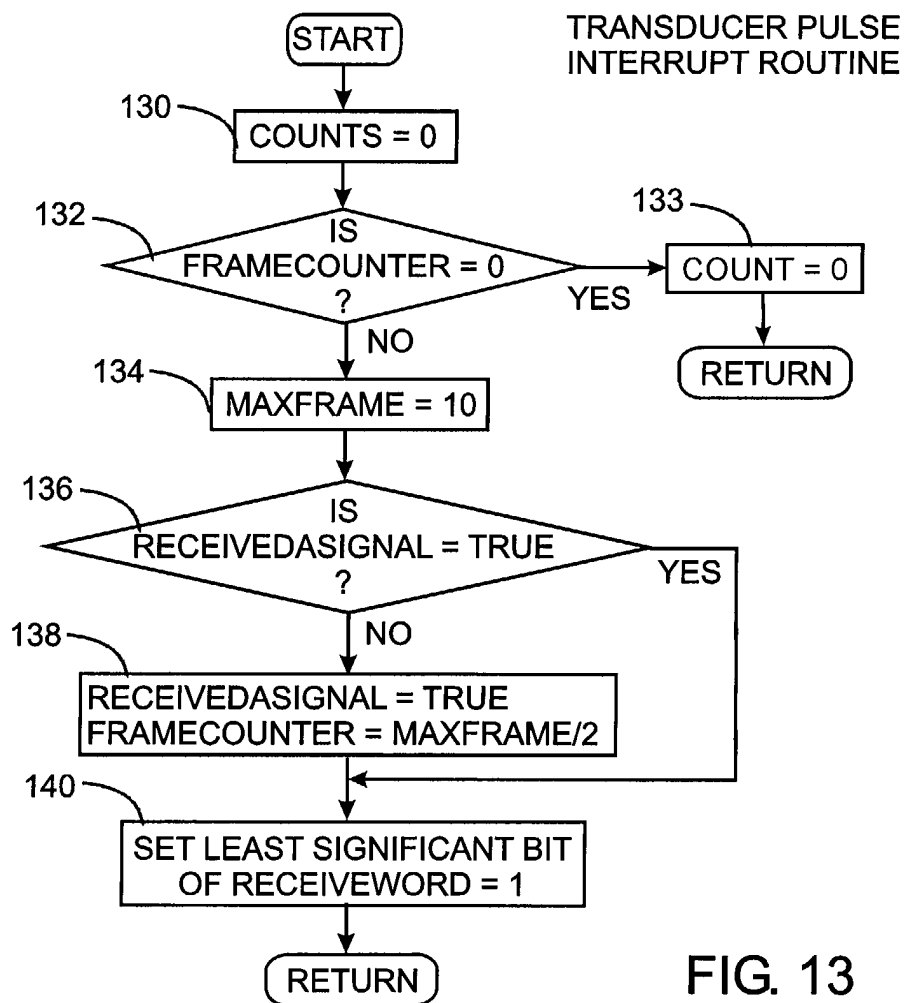 TRANSDUCER PULSE
INTERRUPT ROUTINE
START
130
COUNTS = 0
132
IS
FRAMECOUNTER = 0
?
YES
133
COUNT = 0
RETURN
NO
134
MAXFRAME = 10
136
IS
RECEIVEDASIGNAL = TRUE
?
YES
NO
138
RECEIVEDASIGNAL = TRUE
FRAMECOUNTER = MAXFRAME/2
140
SET LEAST SIGNIFICANT BIT
OF RECEIVEWORD = 1
RETURN
FIG. 13